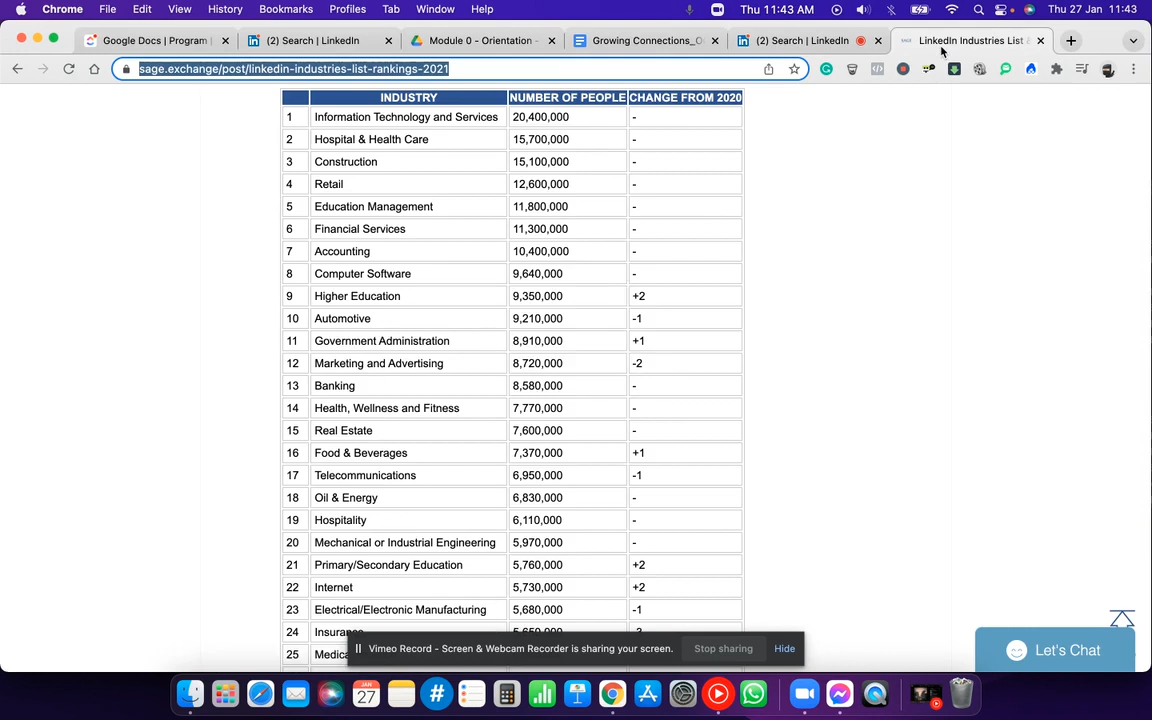 Chrome File Edit View History Bookmarks Profiles Tab Window Help Thu 11:43 AM Thu 27 Jan 11:43
Google Docs | Program | (2) Search | LinkedIn Module 0 - Orientation - Growing Connections_O (2) Search | LinkedIn LinkedIn Industries List
sage.exchange/post/linkedin-industries-list-rankings-2021
INDUSTRY NUMBER OF PEOPLE CHANGE FROM 2020
1 Information Technology and Services 20,400,000 -
2 Hospital & Health Care 15,700,000 -
3 Construction 15,100,000 -
4 Retail 12,600,000 -
5 Education Management 11,800,000 -
6 Financial Services 11,300,000 -
7 Accounting 10,400,000 -
8 Computer Software 9,640,000 -
9 Higher Education 9,350,000 +2
10 Automotive 9,210,000 -1
11 Government Administration 8,910,000 +1
12 Marketing and Advertising 8,720,000 -2
13 Banking 8,580,000 -
14 Health, Wellness and Fitness 7,770,000 -
15 Real Estate 7,600,000 -
16 Food & Beverages 7,370,000 +1
17 Telecommunications 6,950,000 -1
18 Oil & Energy 6,830,000 -
19 Hospitality 6,110,000 -
20 Mechanical or Industrial Engineering 5,970,000 -
21 Primary/Secondary Education 5,760,000 +2
22 Internet 5,730,000 +2
23 Electrical/Electronic Manufacturing 5,680,000 -1
24 Insurance
25 Medica
Vimeo Record - Screen & Webcam Recorder is sharing your screen. Stop sharing Hide
Let's Chat
JAN
27